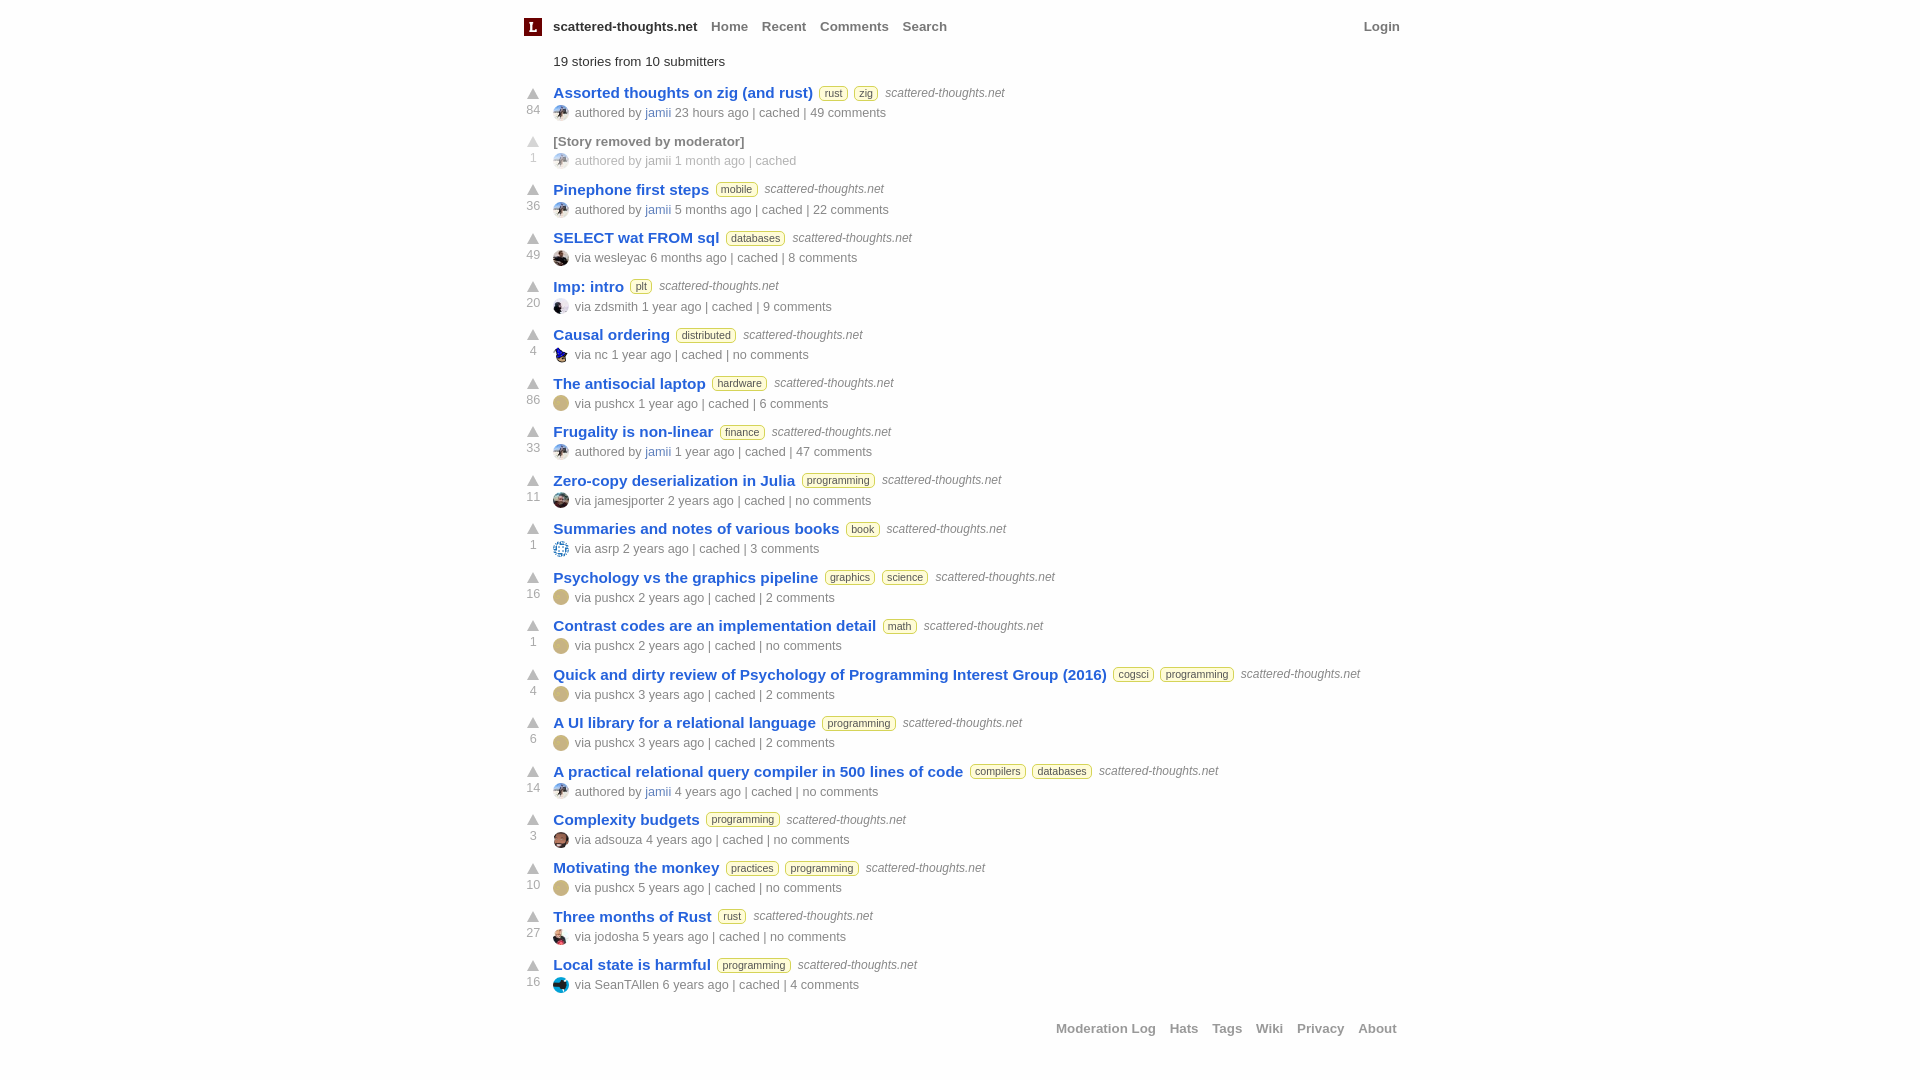 L scattered-thoughts.net Home Recent Comments Search Login
19 stories from 10 submitters
Assorted thoughts on zig (and rust) rust zig scattered-thoughts.net
84 authored by jamii 23 hours ago | cached | 49 comments
[Story removed by moderator]
1 authored by jamii 1 month ago | cached
Pinephone first steps mobile scattered-thoughts.net
36 authored by jamii 5 months ago | cached | 22 comments
SELECT wat FROM sql databases scattered-thoughts.net
49 via wesleyac 6 months ago | cached | 8 comments
Imp: intro plt scattered-thoughts.net
20 via zdsmith 1 year ago | cached | 9 comments
Causal ordering distributed scattered-thoughts.net
4 via nc 1 year ago | cached | no comments
The antisocial laptop hardware scattered-thoughts.net
86 via pushcx 1 year ago | cached | 6 comments
Frugality is non-linear finance scattered-thoughts.net
33 authored by jamii 1 year ago | cached | 47 comments
Zero-copy deserialization in Julia programming scattered-thoughts.net
11 via jamesjporter 2 years ago | cached | no comments
Summaries and notes of various books book scattered-thoughts.net
1 via asrp 2 years ago | cached | 3 comments
Psychology vs the graphics pipeline graphics science scattered-thoughts.net
16 via pushcx 2 years ago | cached | 2 comments
Contrast codes are an implementation detail math scattered-thoughts.net
1 via pushcx 2 years ago | cached | no comments
Quick and dirty review of Psychology of Programming Interest Group (2016) cogsci programming scattered-thoughts.net
4 via pushcx 3 years ago | cached | 2 comments
A UI library for a relational language programming scattered-thoughts.net
6 via pushcx 3 years ago | cached | 2 comments
A practical relational query compiler in 500 lines of code compilers databases scattered-thoughts.net
14 authored by jamii 4 years ago | cached | no comments
Complexity budgets programming scattered-thoughts.net
3 via adsouza 4 years ago | cached | no comments
Motivating the monkey practices programming scattered-thoughts.net
10 via pushcx 5 years ago | cached | no comments
Three months of Rust rust scattered-thoughts.net
27 via jodosha 5 years ago | cached | no comments
Local state is harmful programming scattered-thoughts.net
16 via SeanTAllen 6 years ago | cached | 4 comments
Moderation Log Hats Tags Wiki Privacy About